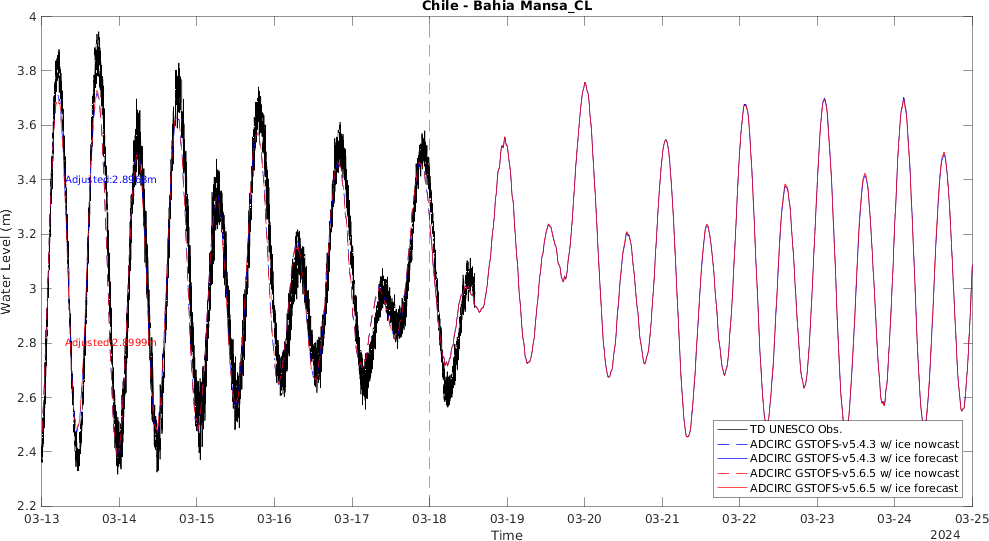 Chile - Bahia Mansa_CL
Water Level (m)
4
3.8
3.6
3.4
3.2
3
2.8
2.6
2.4
2.2
Adjusted:2.8999m
TD UNESCO Obs.
ADCIRC GSTOFS-v5.4.3 w/ ice nowcast
ADCIRC GSTOFS-v5.4.3 w/ ice forecast
ADCIRC GSTOFS-v5.6.5 w/ ice nowcast
ADCIRC GSTOFS-v5.6.5 w/ ice forecast
03-13 03-14 03-15 03-16 03-17 03-18 03-19 03-20 03-21 03-22 03-23 03-24 03-25
Time
2024